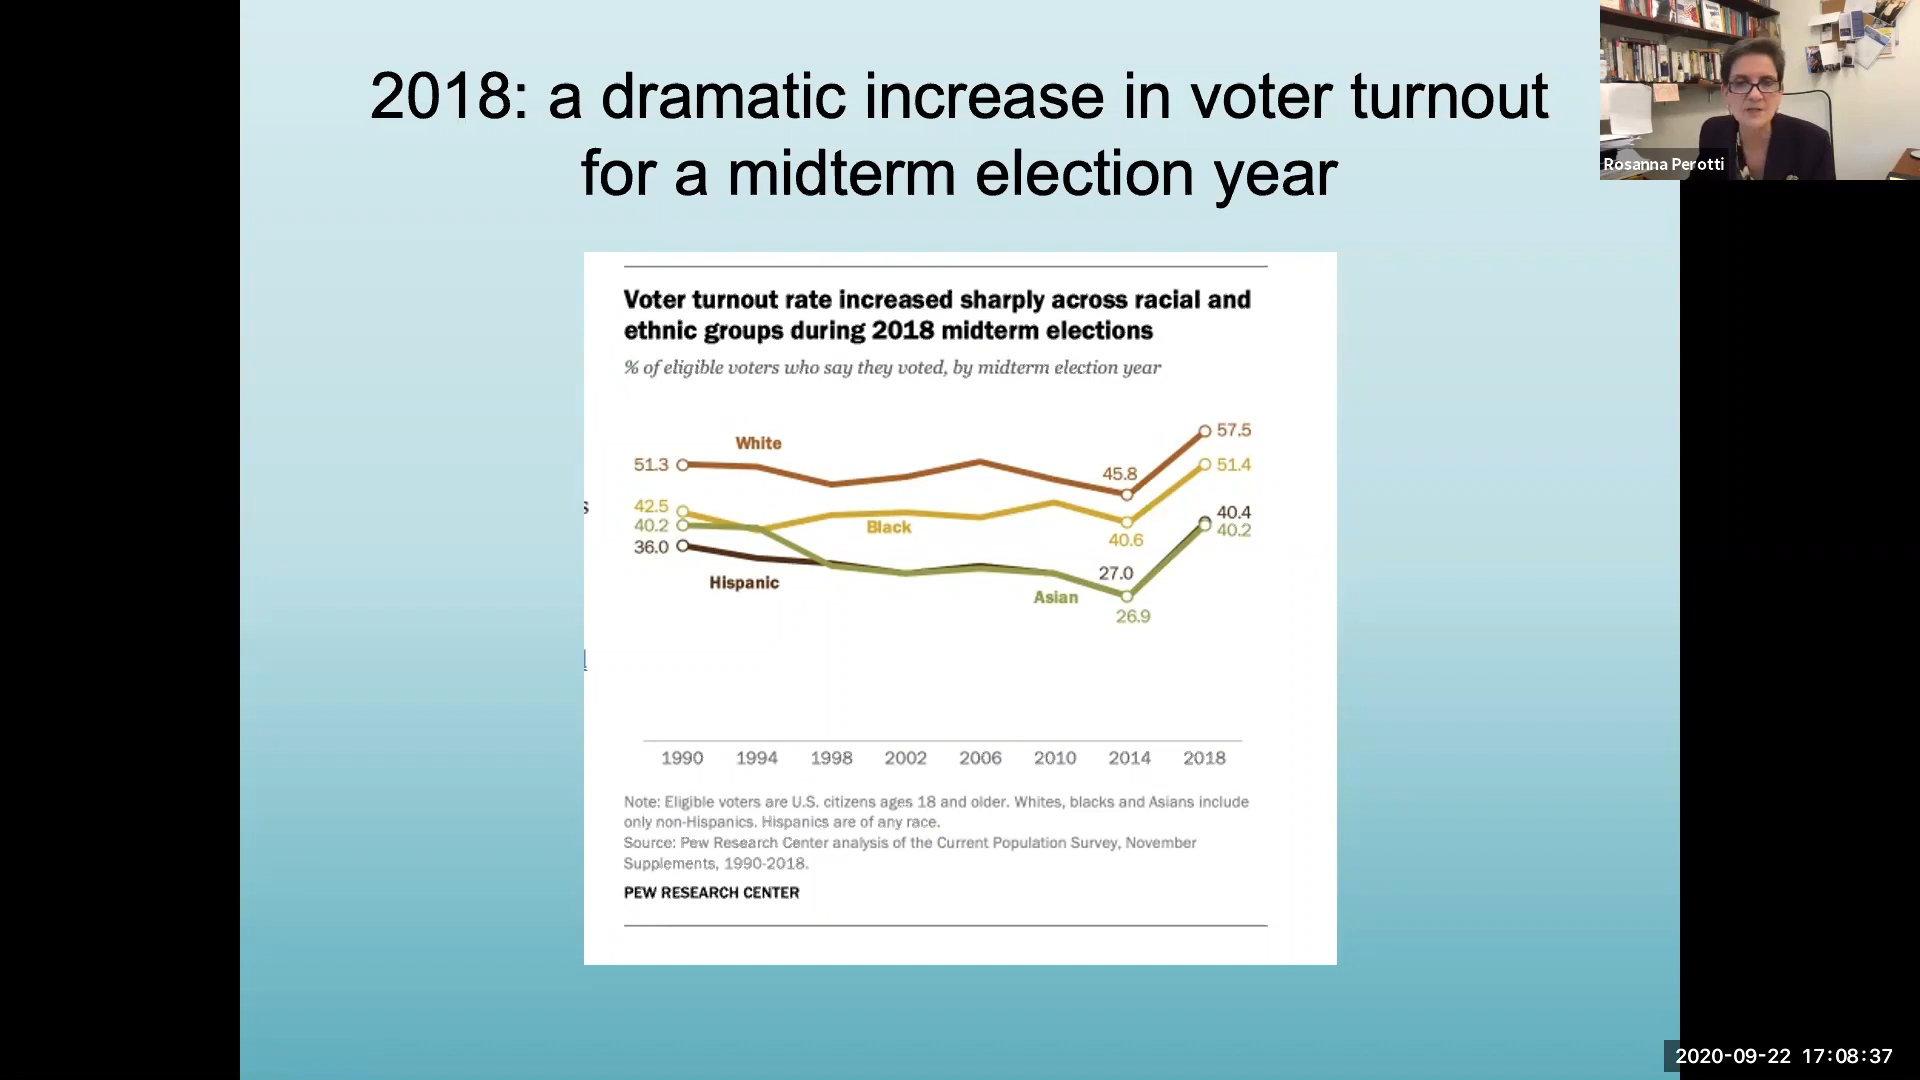 2018: a dramatic increase in voter turnout
for a midterm election year
Rosanna Perotti
Voter turnout rate increased sharply across racial and
ethnic groups during 2018 midterm elections
% of eligible voters who say they voted, by midterm election year
White
51.3
45.8
57.5
51.4
42.5
40.2
36.0
Black
40.6
40.4
40.2
Hispanic
27.0
Asian
26.9
1990 1994 1998 2002 2006 2010 2014 2018
Note: Eligible voters are U.S. citizens ages 18 and older. Whites, blacks and Asians include
only non-Hispanics. Hispanics are of any race.
Source: Pew Research Center analysis of the Current Population Survey, November
Supplements, 1990-2018.
PEW RESEARCH CENTER
2020-09-22 17:08:37